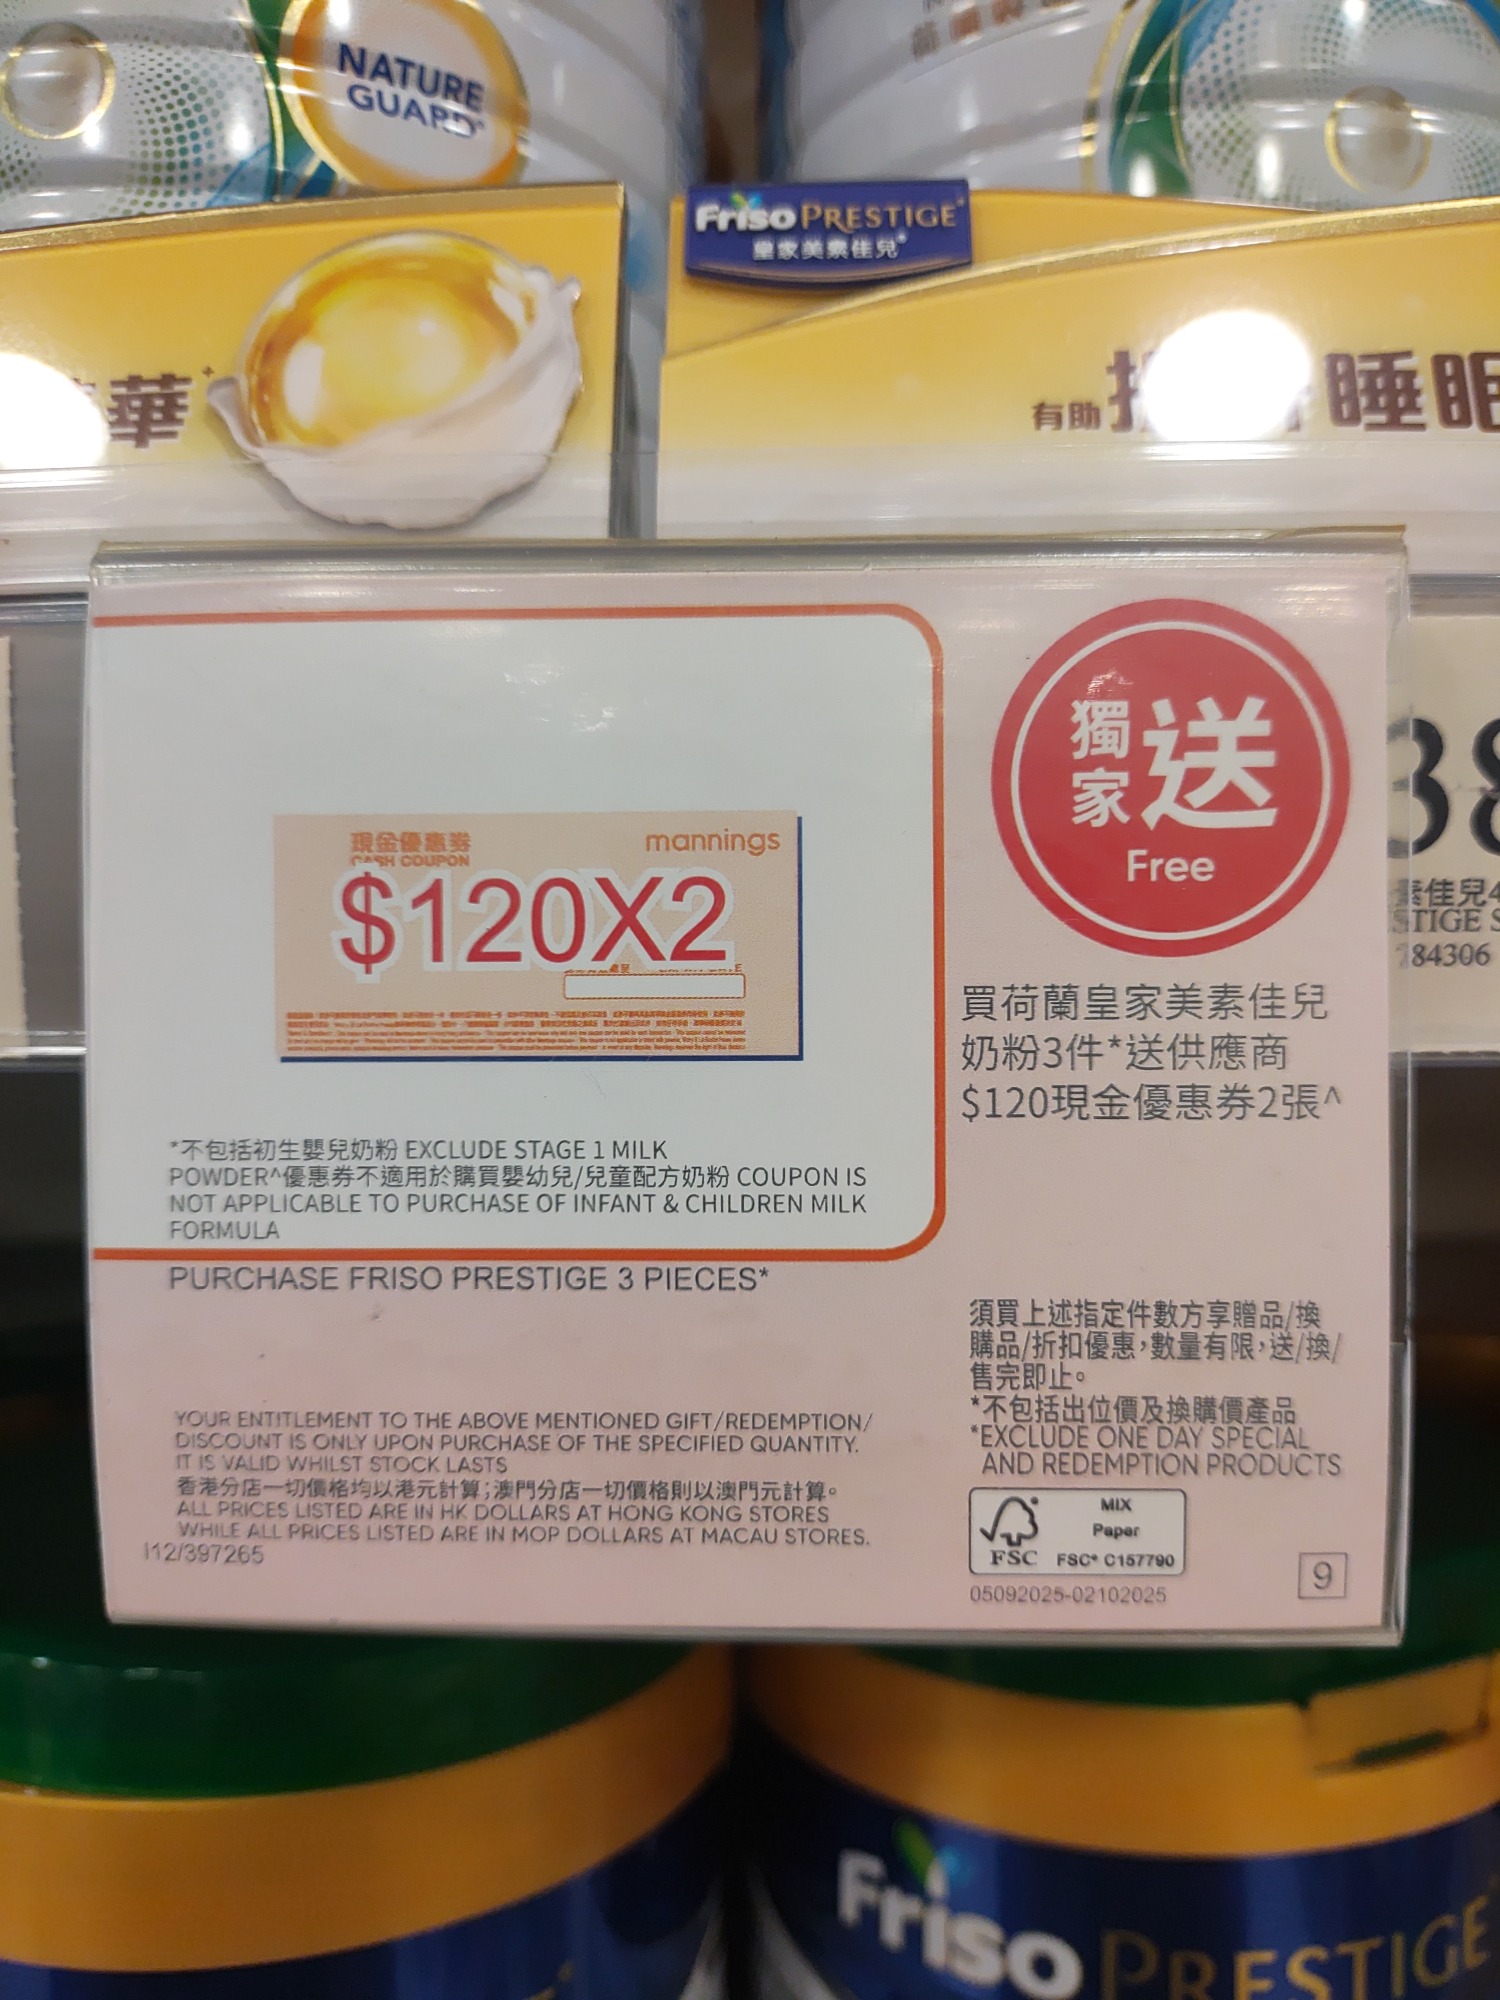 NATURE
GUARD
Friso PRESTIGE
皇家美素佳兒
華
有助
睡眠
獨家送
Free
現金優惠券
mannings
CASH COUPON
$120X2
買荷蘭皇家美素佳兒
奶粉3件*送供應商
$120現金優惠券2張^
*不包括初生嬰兒奶粉 EXCLUDE STAGE 1 MILK
POWDER^優惠券不適用於購買嬰幼兒/兒童配方奶粉 COUPON IS
NOT APPLICABLE TO PURCHASE OF INFANT & CHILDREN MILK
FORMULA
PURCHASE FRISO PRESTIGE 3 PIECES*
須買上述指定件數方享贈品/換
購品/折扣優惠,數量有限,送/換/
售完即止。
*不包括出位價及換購價產品
*EXCLUDE ONE DAY SPECIAL
AND REDEMPTION PRODUCTS
YOUR ENTITLEMENT TO THE ABOVE MENTIONED GIFT/REDEMPTION/
DISCOUNT IS ONLY UPON PURCHASE OF THE SPECIFIED QUANTITY.
IT IS VALID WHILST STOCK LASTS
香港分店一切價格均以港元計算;澳門分店一切價格則以澳門元計算。
ALL PRICES LISTED ARE IN HK DOLLARS AT HONG KONG STORES
WHILE ALL PRICES LISTED ARE IN MOP DOLLARS AT MACAU STORES.
I12/397265
MIX
Paper
FSC FSC® C157790
05092025-02102025
9
38
素佳兒4
STIGE S
784306
Friso PRESTIGE